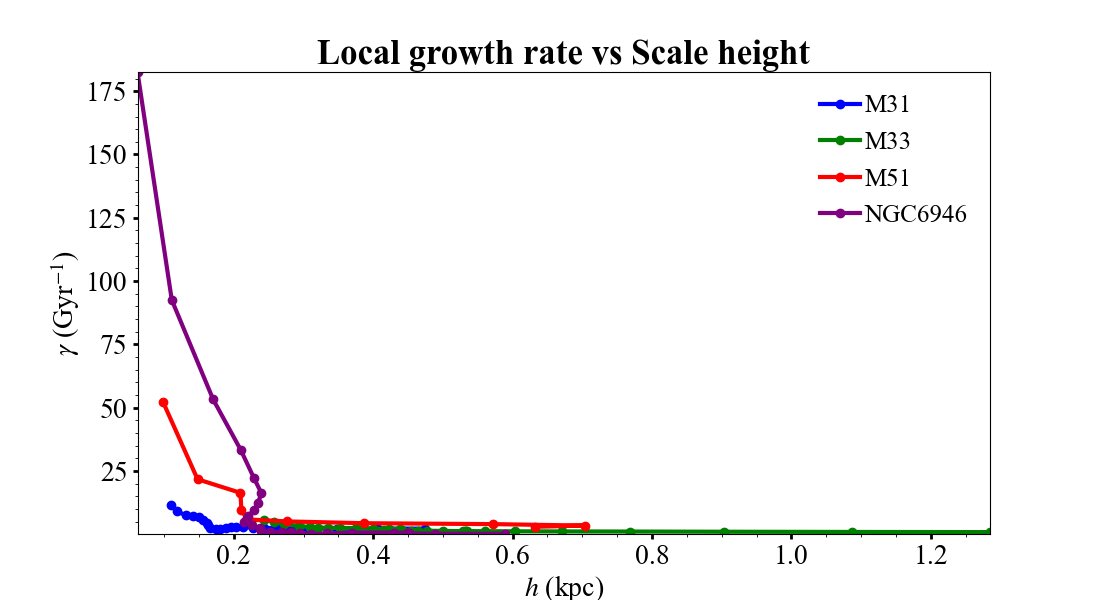 Local growth rate vs Scale height
γ (Gyr⁻¹)
175
150
125
100
75
50
25
M31
M33
M51
NGC6946
0.2 0.4 0.6 0.8 1.0 1.2
h (kpc)